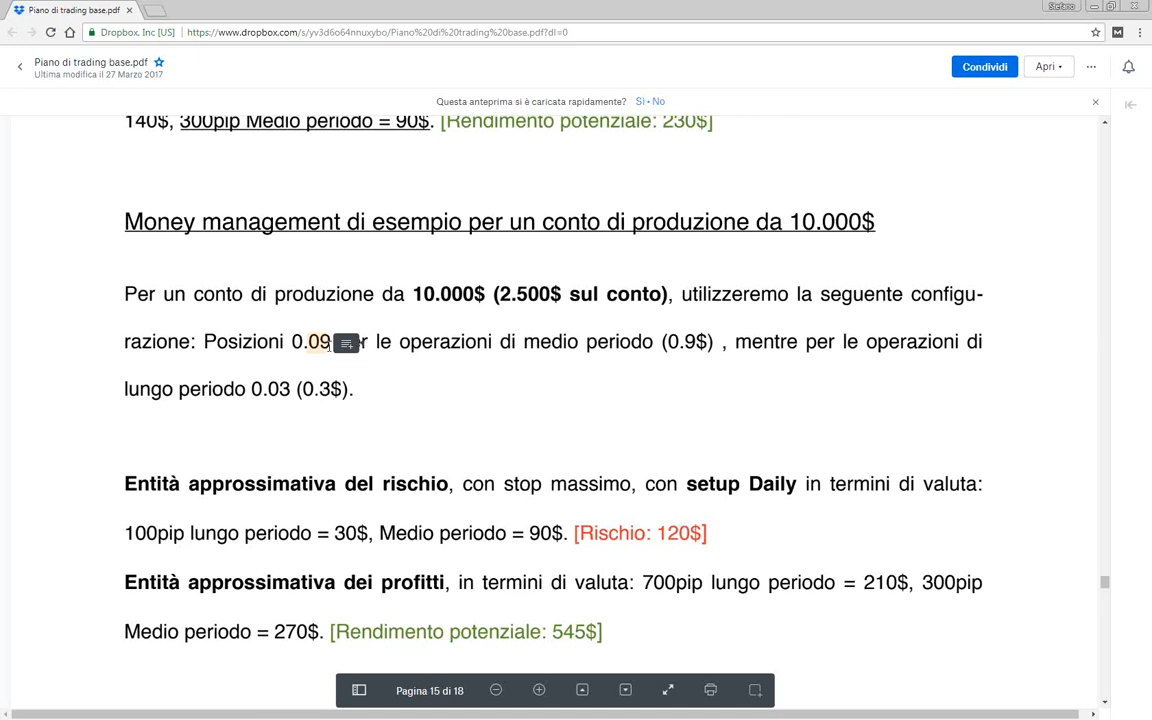 Piano di trading base.pdf
Stefano
Dropbox, Inc [US] https://www.dropbox.com/s/yv3d6o64nnuxybo/Piano%20di%20trading%20base.pdf?dl=0
Piano di trading base.pdf
Ultima modifica il 27 Marzo 2017
Condividi
Apri
Questa anteprima si è caricata rapidamente? Sì • No
140$, 300pip Medio periodo = 90$. [Rendimento potenziale: 230$]
Money management di esempio per un conto di produzione da 10.000$
Per un conto di produzione da 10.000$ (2.500$ sul conto), utilizzeremo la seguente configu-
razione: Posizioni 0.09 r le operazioni di medio periodo (0.9$) , mentre per le operazioni di
lungo periodo 0.03 (0.3$).
Entità approssimativa del rischio, con stop massimo, con setup Daily in termini di valuta:
100pip lungo periodo = 30$, Medio periodo = 90$. [Rischio: 120$]
Entità approssimativa dei profitti, in termini di valuta: 700pip lungo periodo = 210$, 300pip
Medio periodo = 270$. [Rendimento potenziale: 545$]
Pagina 15 di 18